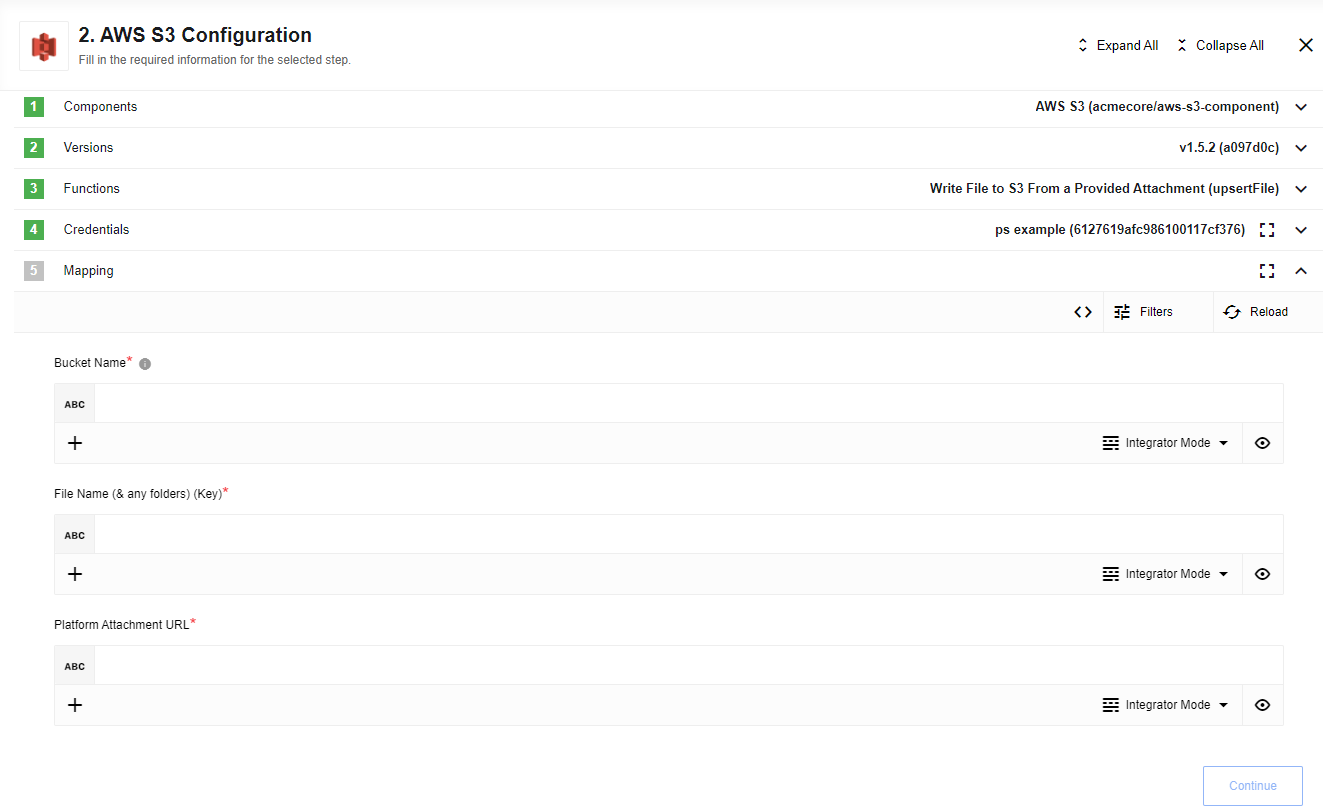 2. AWS S3 Configuration
Fill in the required information for the selected step.
Expand All
Collapse All
1 Components AWS S3 (acmecore/aws-s3-component)
2 Versions v1.5.2 (a097d0c)
3 Functions Write File to S3 From a Provided Attachment (upsertFile)
4 Credentials ps example (6127619afc986100117cf376)
5 Mapping
Filters
Reload
Bucket Name*
ABC
Integrator Mode
File Name (& any folders) (Key)*
ABC
Integrator Mode
Platform Attachment URL*
ABC
Integrator Mode
Continue